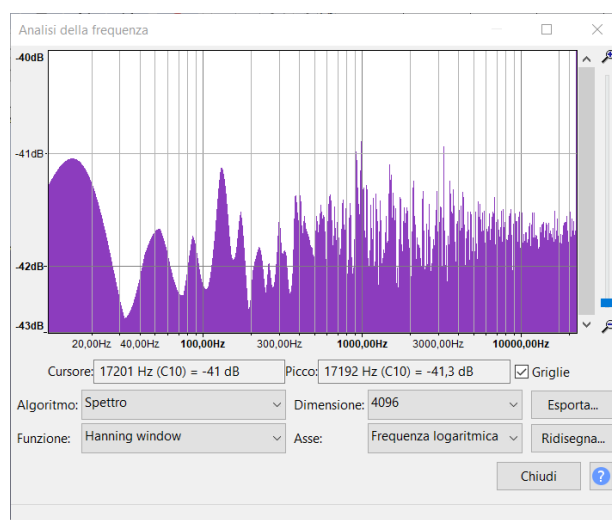 Analisi della frequenza
-40dB
-41dB
-42dB
-43dB
20,00Hz 40,00Hz 100,00Hz 300,00Hz 1000,00Hz 3000,00Hz 10000,00Hz
Cursore: 17201 Hz (C10) = -41 dB Picco: 17192 Hz (C10) = -41,3 dB Griglie
Algoritmo: Spettro Dimensione: 4096 Esporta...
Funzione: Hanning window Asse: Frequenza logaritmica Ridisegna...
Chiudi ?